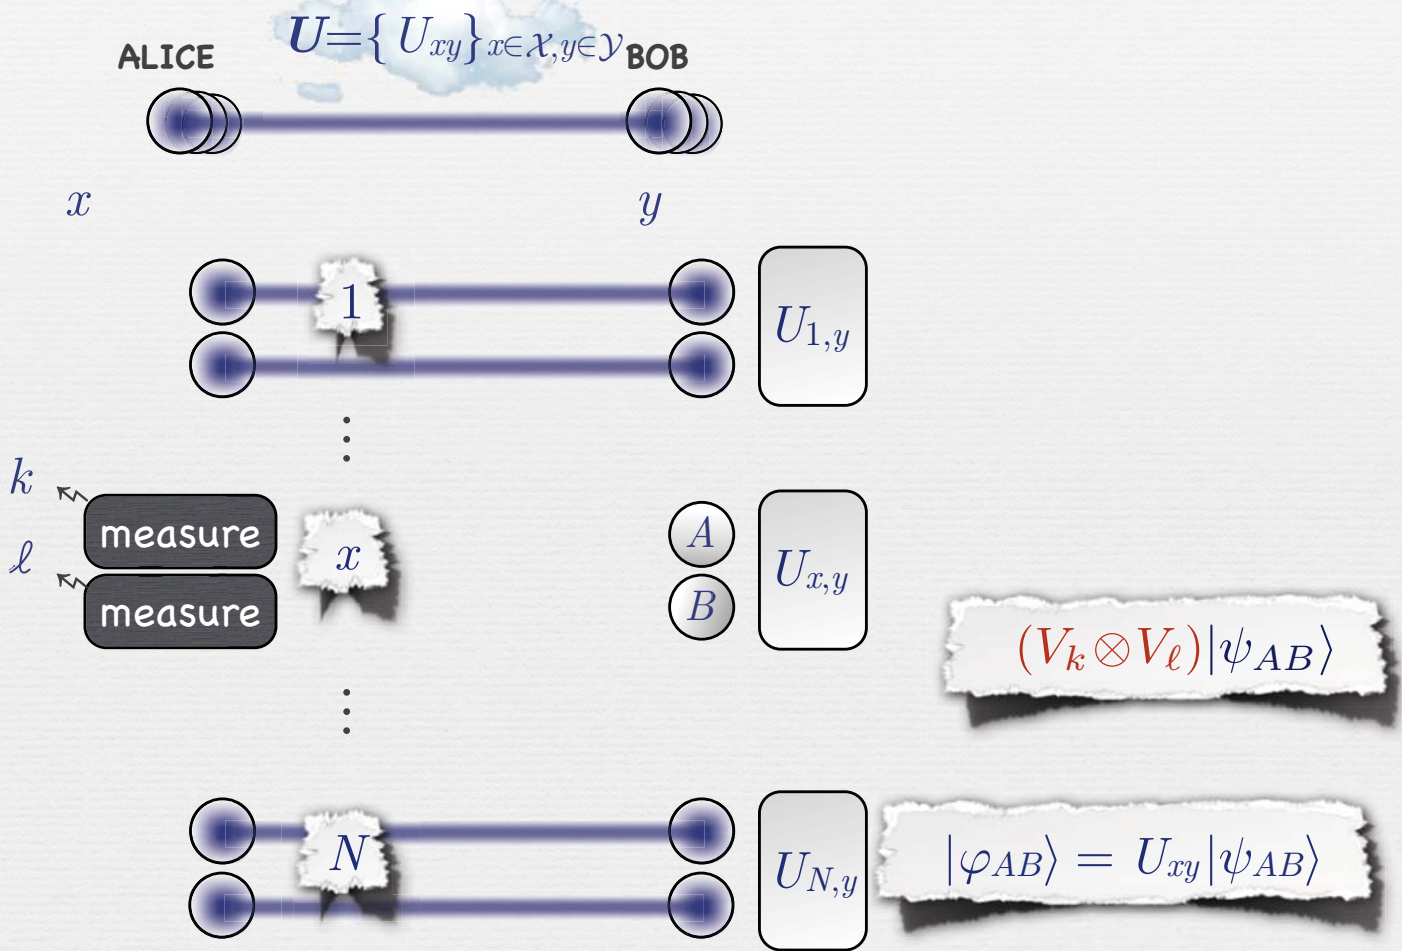 U={ U_{xy}}_{x∈𝒳,y∈𝒴}
ALICE BOB
x y
1 U_{1,y}
⋮
k
measure
ℓ
measure
x A U_{x,y}
B
(V_k ⊗ V_ℓ)|ψ_{AB}⟩
⋮
N U_{N,y}
|φ_{AB}⟩ = U_{xy}|ψ_{AB}⟩